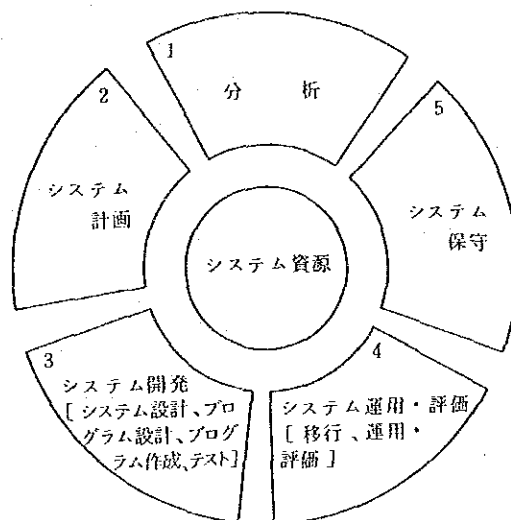 1
分析
2
システム
計画
システム資源
3
システム開発
[システム設計、プロ
グラム設計、プログ
ラム作成、テスト]
4
システム運用・評価
[移行、運用・
評価]
5
システム
保守